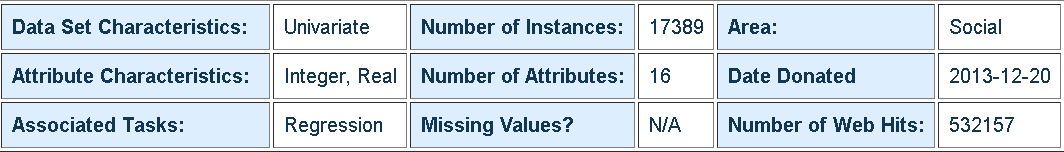 Data Set Characteristics: Univariate Number of Instances: 17389 Area: Social
Attribute Characteristics: Integer, Real Number of Attributes: 16 Date Donated 2013-12-20
Associated Tasks: Regression Missing Values? N/A Number of Web Hits: 532157